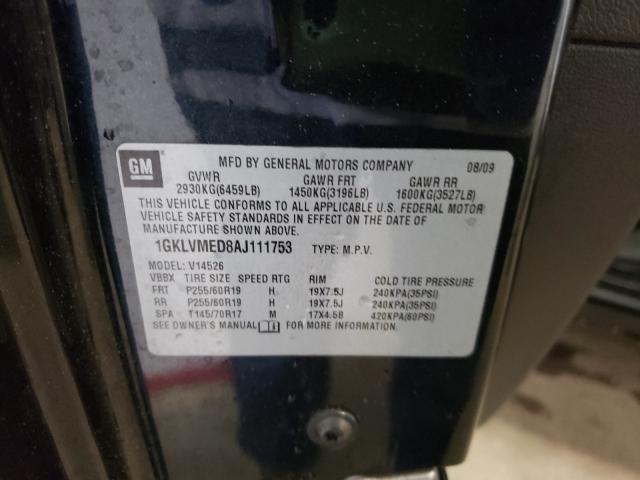 GM
MFD BY GENERAL MOTORS COMPANY 08/09
GVWR GAWR FRT GAWR RR
2930KG(6459LB) 1450KG(3196LB) 1600KG(3527LB)
THIS VEHICLE CONFORMS TO ALL APPLICABLE U.S. FEDERAL MOTOR
VEHICLE SAFETY STANDARDS IN EFFECT ON THE DATE OF
MANUFACTURE SHOWN ABOVE.
1GKLVMED8AJ111753 TYPE: M.P.V.
MODEL: V14526
VBBX TIRE SIZE SPEED RTG RIM COLD TIRE PRESSURE
FRT P255/60R19 H 19X7.5J 240KPA(35PSI)
RR P255/60R19 H 19X7.5J 240KPA(35PSI)
SPA T145/70R17 M 17X4.5B 420KPA(60PSI)
SEE OWNER'S MANUAL FOR MORE INFORMATION.